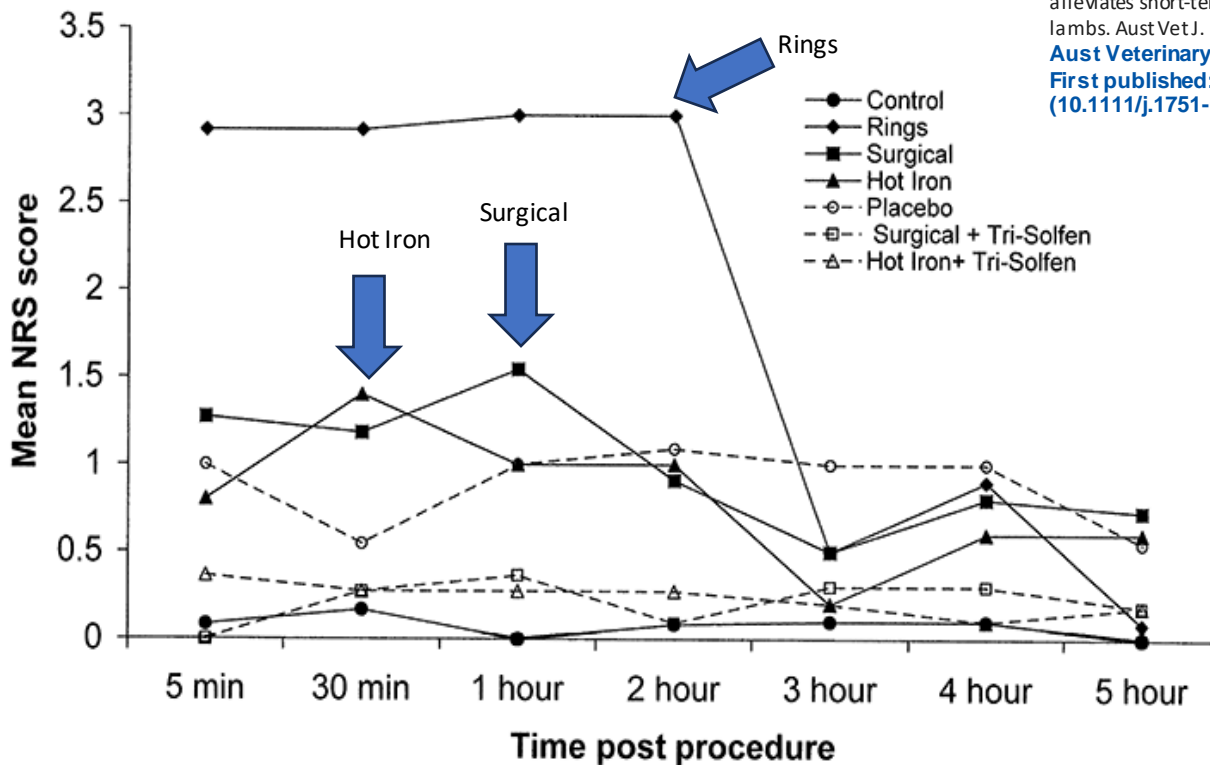 alleviates short-te
lambs. Aust Vet J.
Aust Veterinary
First published:
(10.1111/j.1751-
3.5
3
2.5
2
1.5
1
0.5
0
Mean NRS score
Rings
Hot Iron
Surgical
Control
Rings
Surgical
Hot Iron
Placebo
Surgical + Tri-Solfen
Hot Iron+ Tri-Solfen
5 min 30 min 1 hour 2 hour 3 hour 4 hour 5 hour
Time post procedure